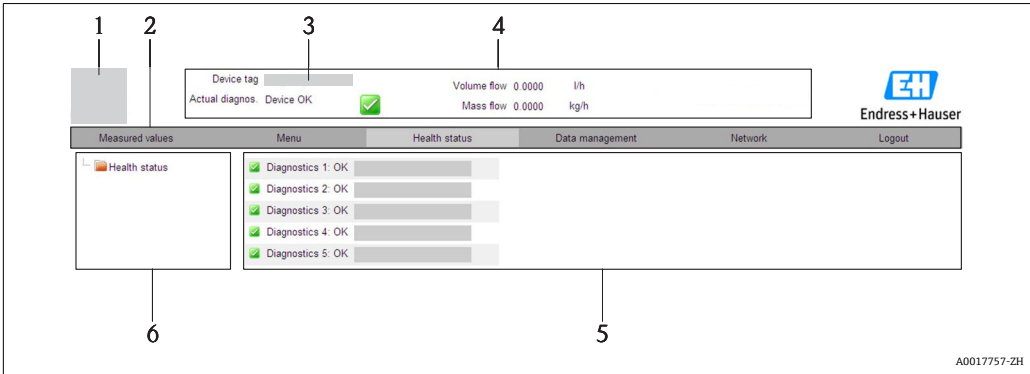 1 2 3 4
Device tag
Volume flow 0.0000 l/h
Actual diagnos. Device OK
Mass flow 0.0000 kg/h
EH
Endress+Hauser
Measured values Menu Health status Data management Network Logout
Health status
Diagnostics 1: OK
Diagnostics 2: OK
Diagnostics 3: OK
Diagnostics 4: OK
Diagnostics 5: OK
6 5
A0017757-ZH